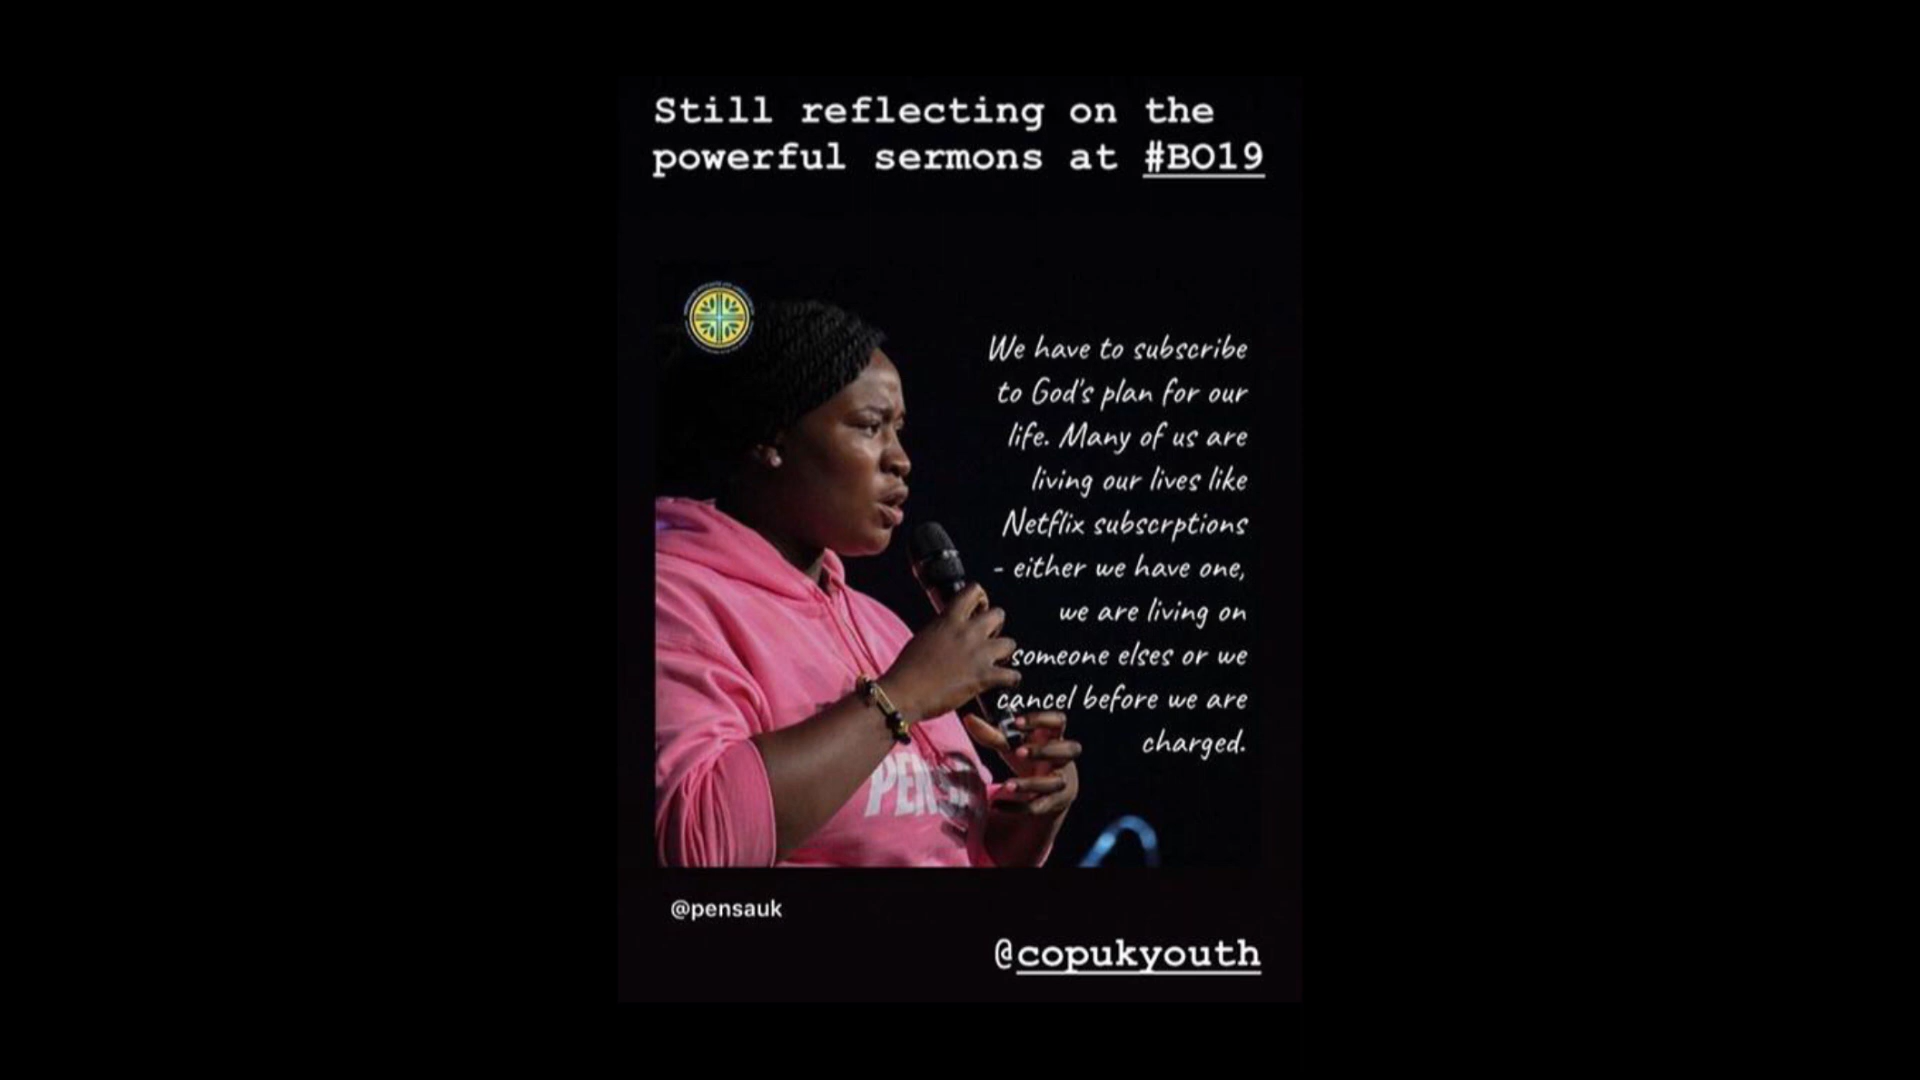 Still reflecting on the
powerful sermons at #BO19
We have to subscribe
to God's plan for our
life. Many of us are
living our lives like
Netflix subscrptions
- either we have one,
we are living on
someone elses or we
cancel before we are
charged.
PENSA
@pensauk
@copukyouth